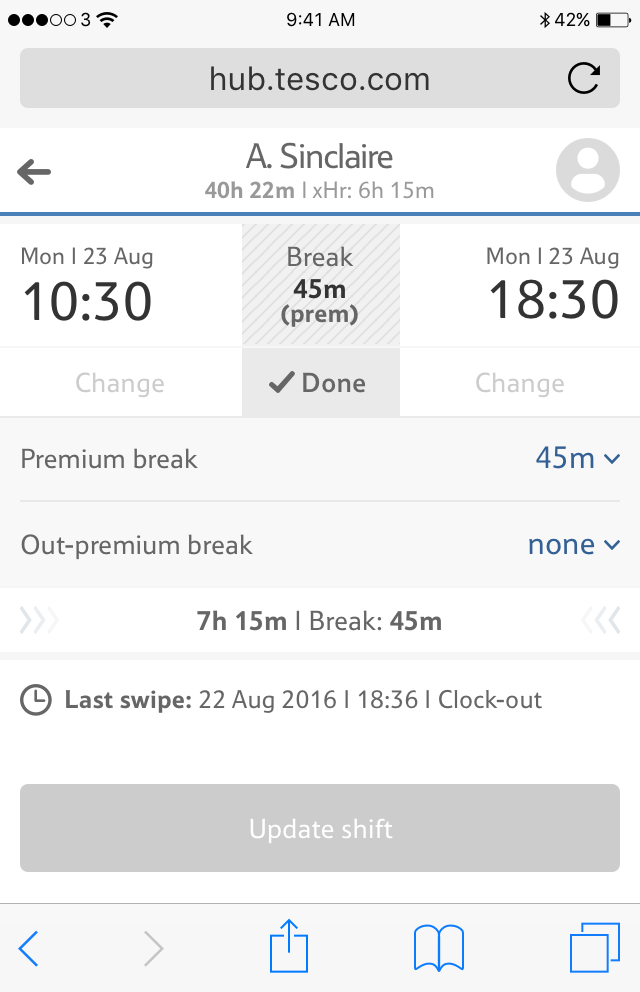 3 9:41 AM 42%
hub.tesco.com
A. Sinclaire
40h 22m | xHr: 6h 15m
Mon | 23 Aug
10:30
Break
45m
(prem)
Mon | 23 Aug
18:30
Change
Done
Change
Premium break 45m
Out-premium break none
7h 15m | Break: 45m
Last swipe: 22 Aug 2016 | 18:36 | Clock-out
Update shift